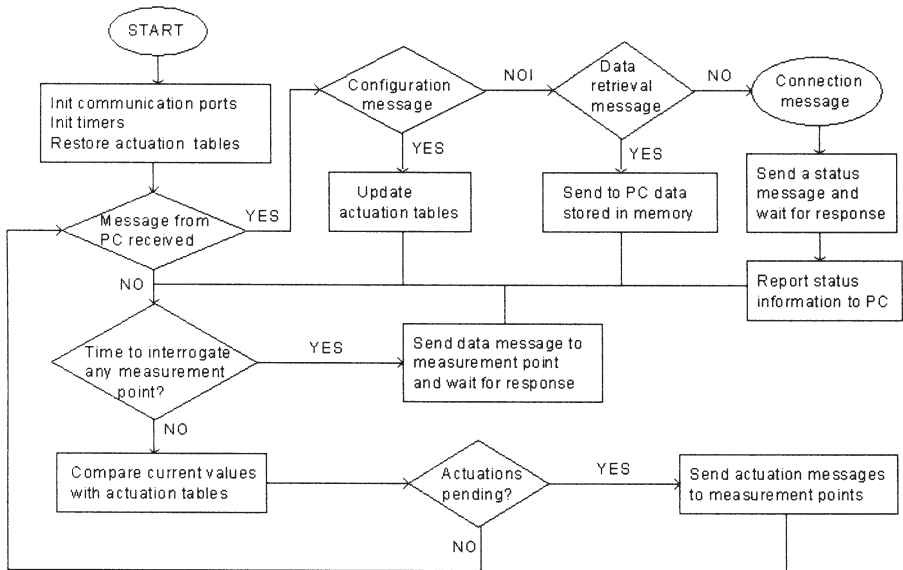 START
Init communication ports
Init timers
Restore actuation tables
Message from
PC received
YES
NO
Configuration
message
NOI
YES
Update
actuation tables
Data
retrieval
message
NO
YES
Send to PC data
stored in memory
Connection
message
Send a status
message and
wait for response
Report status
information to PC
Time to interrogate
any measurement
point?
YES
NO
Send data message to
measurement point
and wait for response
Compare current values
with actuation tables
Actuations
pending?
YES
NO
Send actuation messages
to measurement points